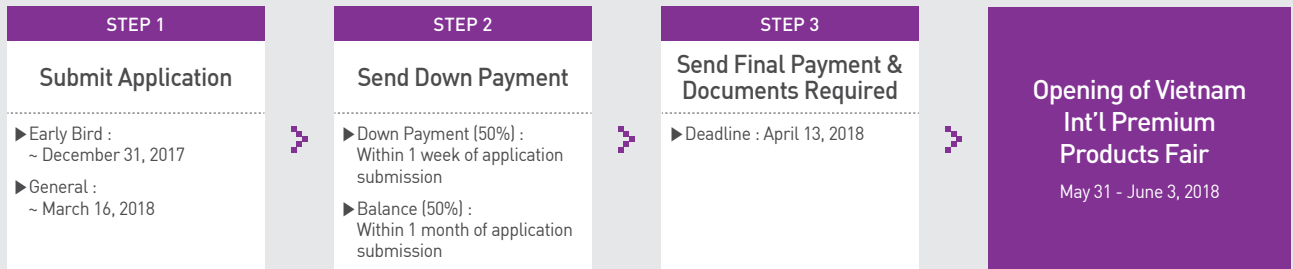 STEP 1
Submit Application
▶Early Bird :
~ December 31, 2017
▶General :
~ March 16, 2018
STEP 2
Send Down Payment
▶Down Payment (50%) :
Within 1 week of application
submission
▶Balance (50%) :
Within 1 month of application
submission
STEP 3
Send Final Payment &
Documents Required
▶Deadline : April 13, 2018
Opening of Vietnam
Int'l Premium
Products Fair
May 31 - June 3, 2018